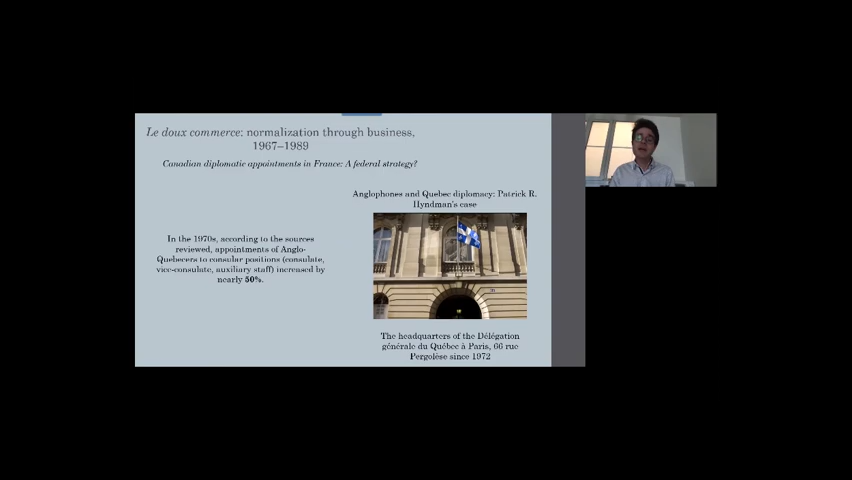 Le doux commerce: normalization through business,
1967–1989
Canadian diplomatic appointments in France: A federal strategy?
Anglophones and Quebec diplomacy: Patrick R.
Hyndman's case
In the 1970s, according to the sources
reviewed, appointments of Anglo-
Quebecers to consular positions (consulate,
vice-consulate, auxiliary staff) increased by
nearly 50%.
The headquarters of the Délégation
générale du Québec à Paris, 66 rue
Pergolèse since 1972